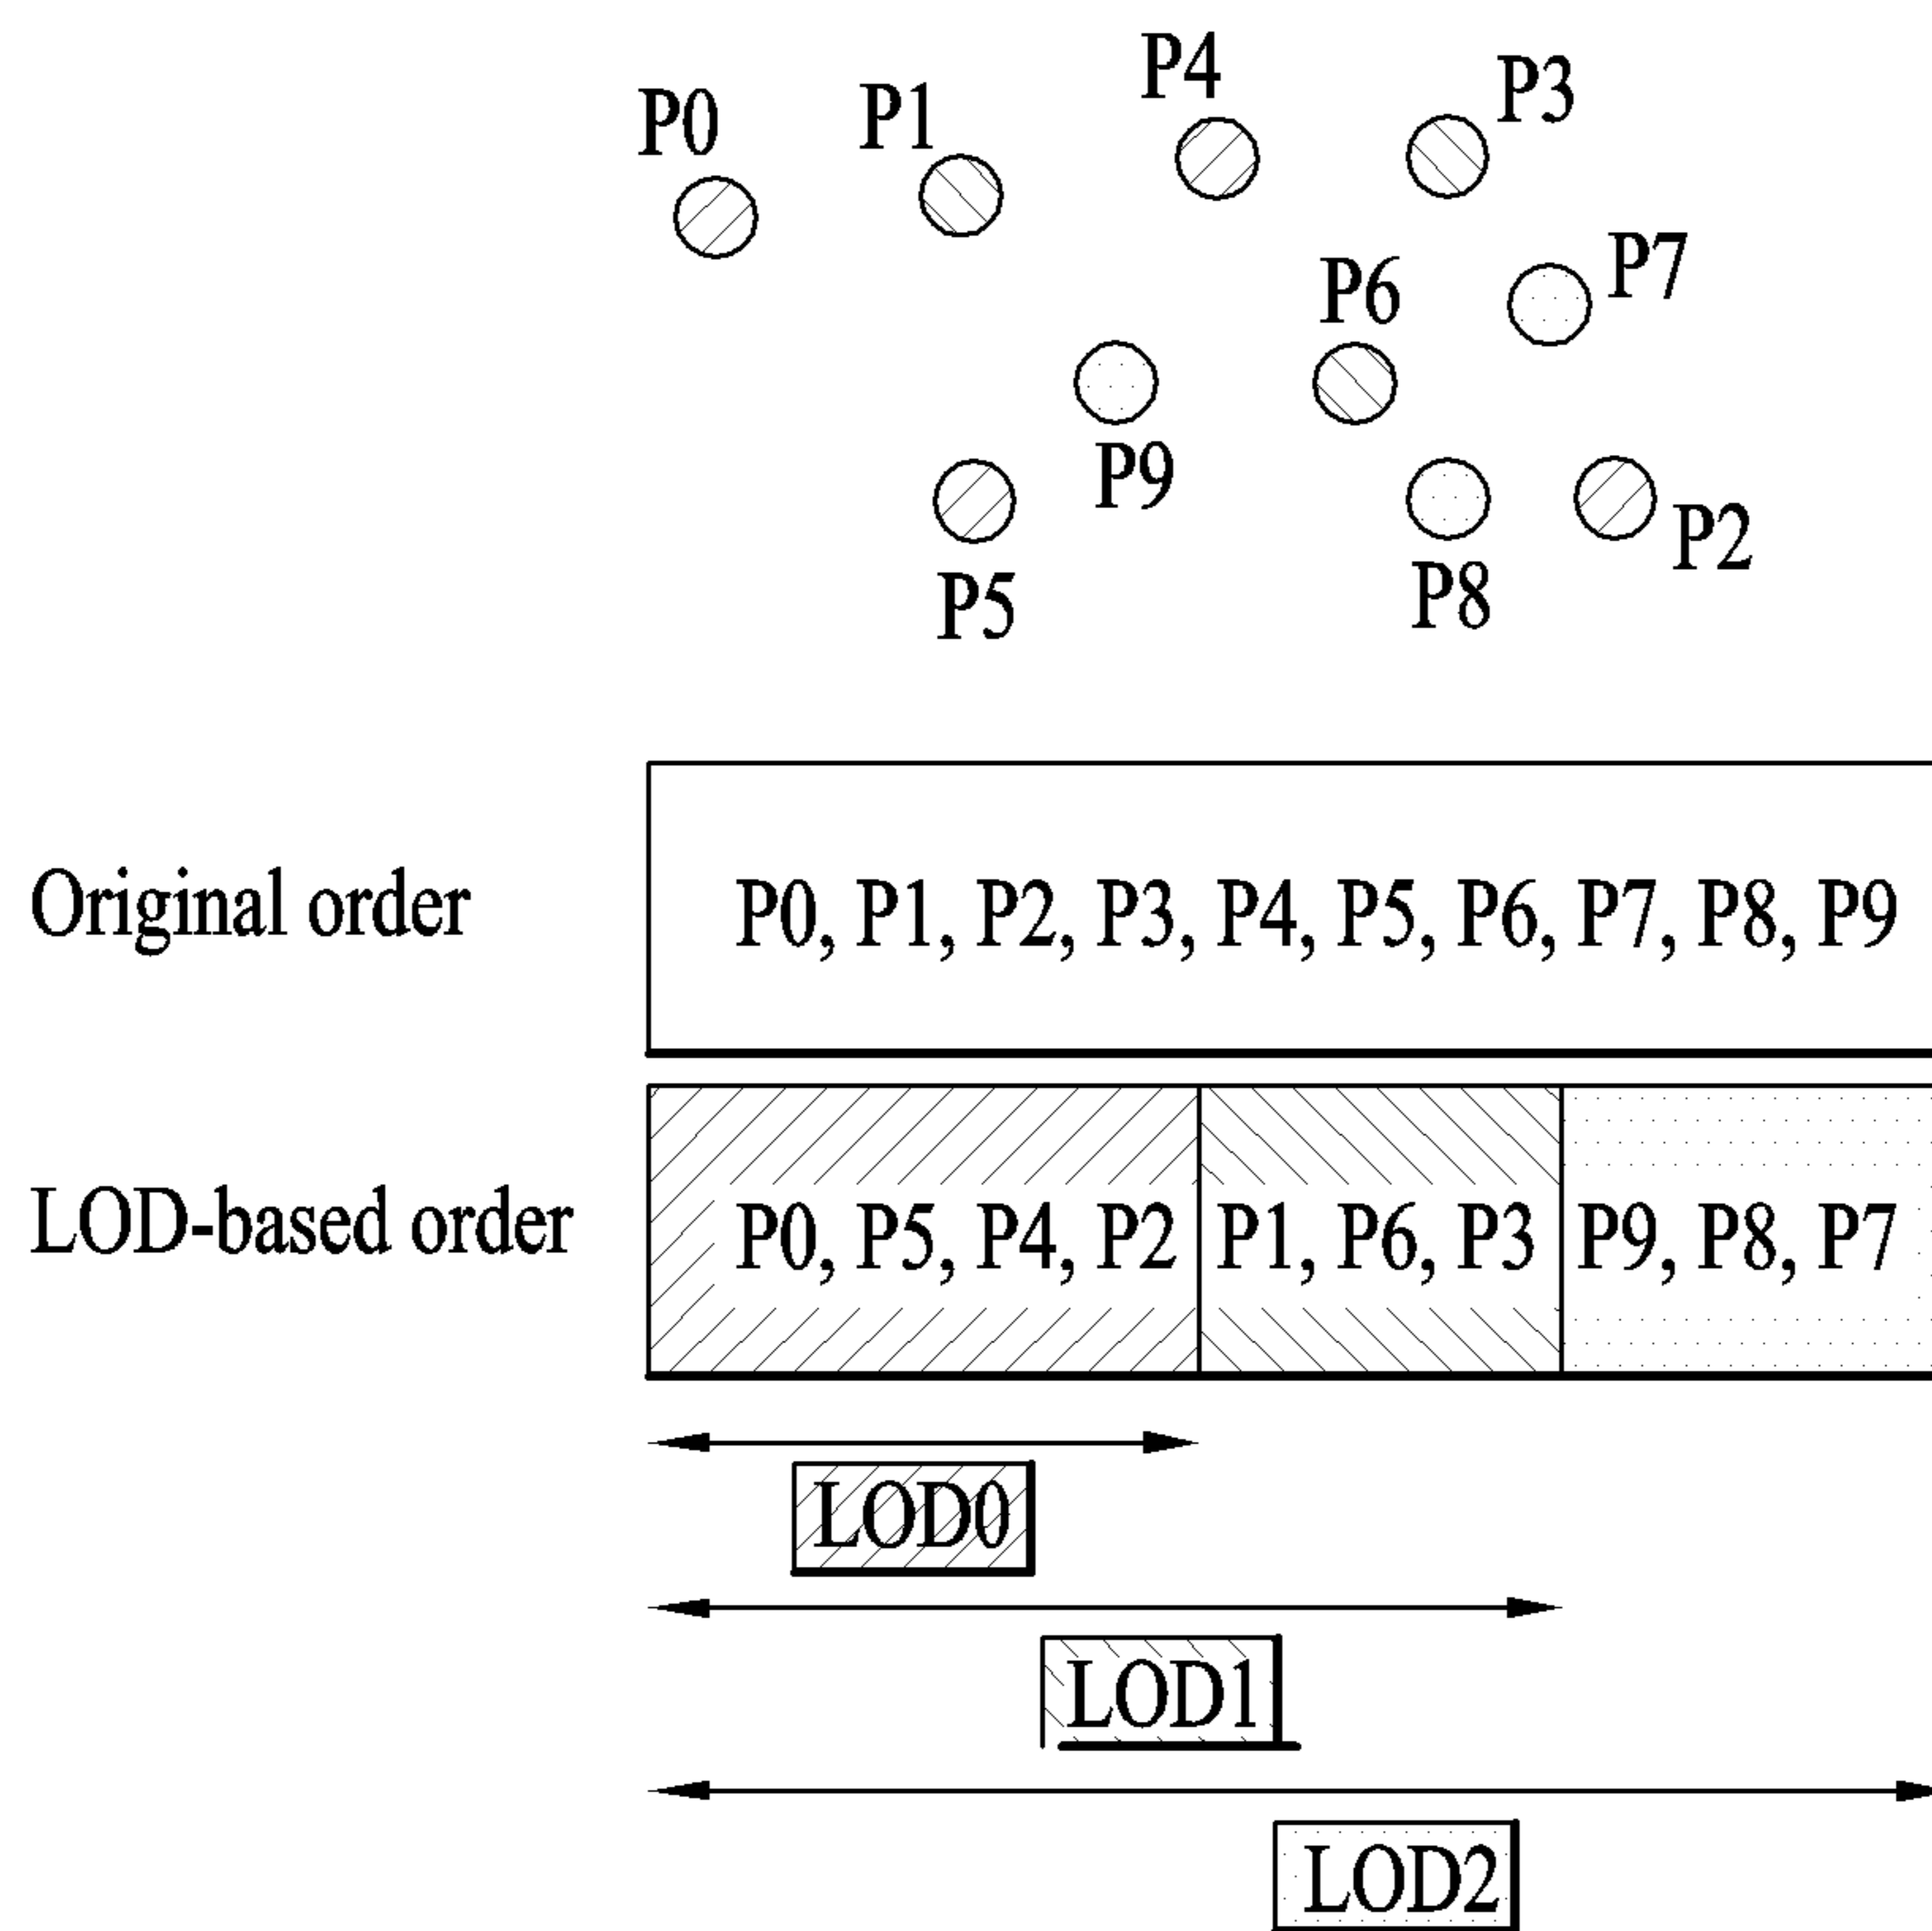 P4
P3
P0
P1
P7
P6
P9
P2
P8
P5
Original order
P0, P1, P2, P3, P4, P5, P6, P7, P8, P9
LOD-based order
P0, P5, P4, P2
P1, P6, P3
P9, P8, P7
LOD0
LOD1
LOD2